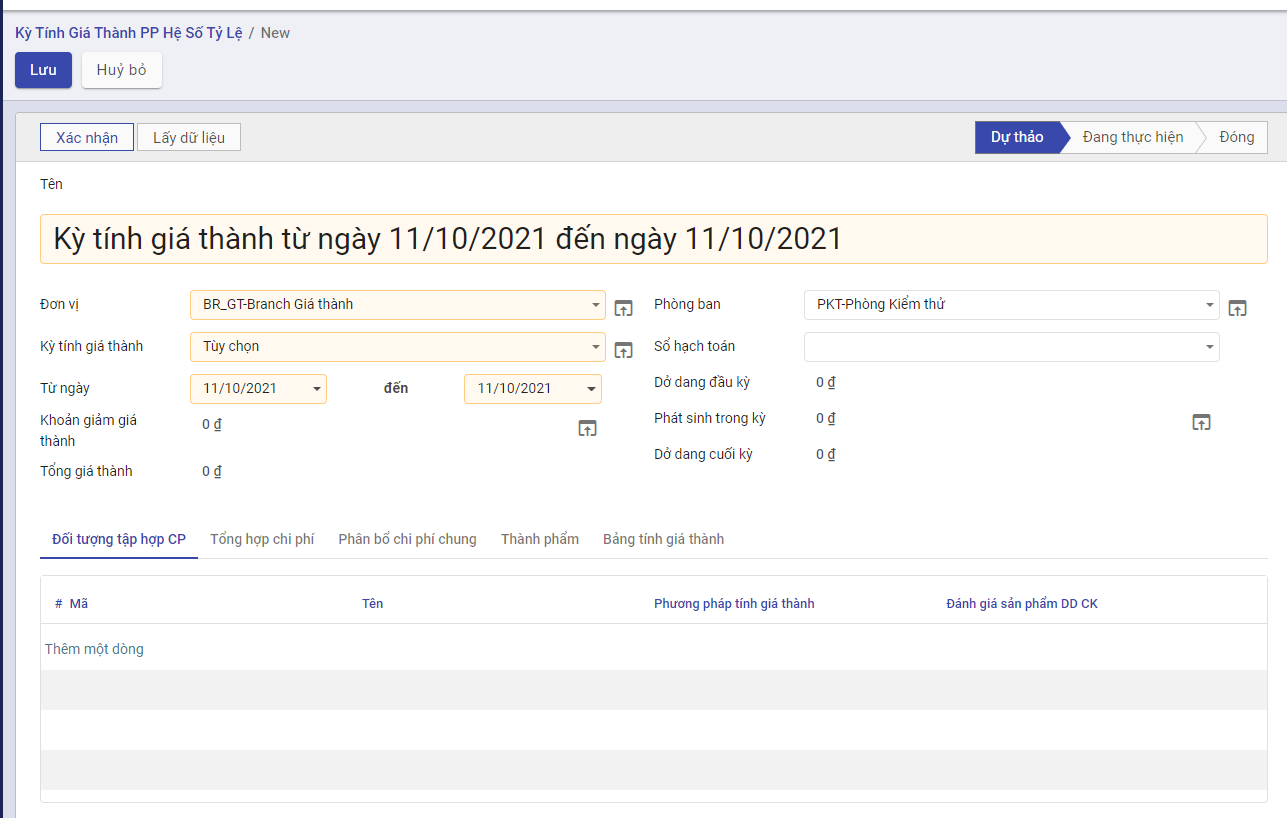 Kỳ Tính Giá Thành PP Hệ Số Tỷ Lệ / New
Lưu Huỷ bỏ
Xác nhận Lấy dữ liệu Dự thảo Đang thực hiện Đóng
Tên
Kỳ tính giá thành từ ngày 11/10/2021 đến ngày 11/10/2021
Đơn vị BR_GT-Branch Giá thành Phòng ban PKT-Phòng Kiểm thử
Kỳ tính giá thành Tùy chọn Sổ hạch toán
Từ ngày 11/10/2021 đến 11/10/2021 Dở dang đầu kỳ 0 ₫
Khoản giảm giá thành 0 ₫ Phát sinh trong kỳ 0 ₫
Dở dang cuối kỳ 0 ₫
Tổng giá thành 0 ₫
Đối tượng tập hợp CP Tổng hợp chi phí Phân bổ chi phí chung Thành phẩm Bảng tính giá thành
# Mã Tên Phương pháp tính giá thành Đánh giá sản phẩm DD CK
Thêm một dòng